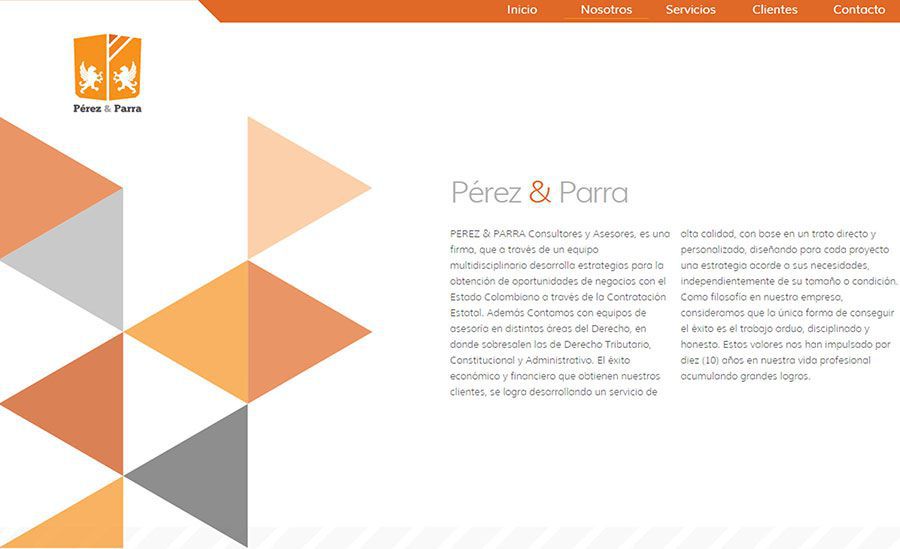 Inicio Nosotros Servicios Clientes Contacto
Pérez & Parra
Pérez & Parra
PEREZ & PARRA Consultores y Asesores, es una
firma, que a través de un equipo
multidisciplinario desarrolla estrategias para la
obtención de oportunidades de negocios con el
Estado Colombiano a través de la Contratación
Estatal. Además Contamos con equipos de
asesoría en distintas áreas del Derecho, en
donde sobresalen las de Derecho Tributario,
Constitucional y Administrativo. El éxito
económico y financiero que obtienen nuestros
clientes, se logra desarrollando un servicio de
alta calidad, con base en un trato directo y
personalizado, diseñando para cada proyecto
una estrategia acorde a sus necesidades,
independientemente de su tamaño o condición.
Como filosofía en nuestra empresa,
consideramos que la única forma de conseguir
el éxito es el trabajo arduo, disciplinado y
honesto. Estos valores nos han impulsado por
diez (10) años en nuestra vida profesional
acumulando grandes logros.